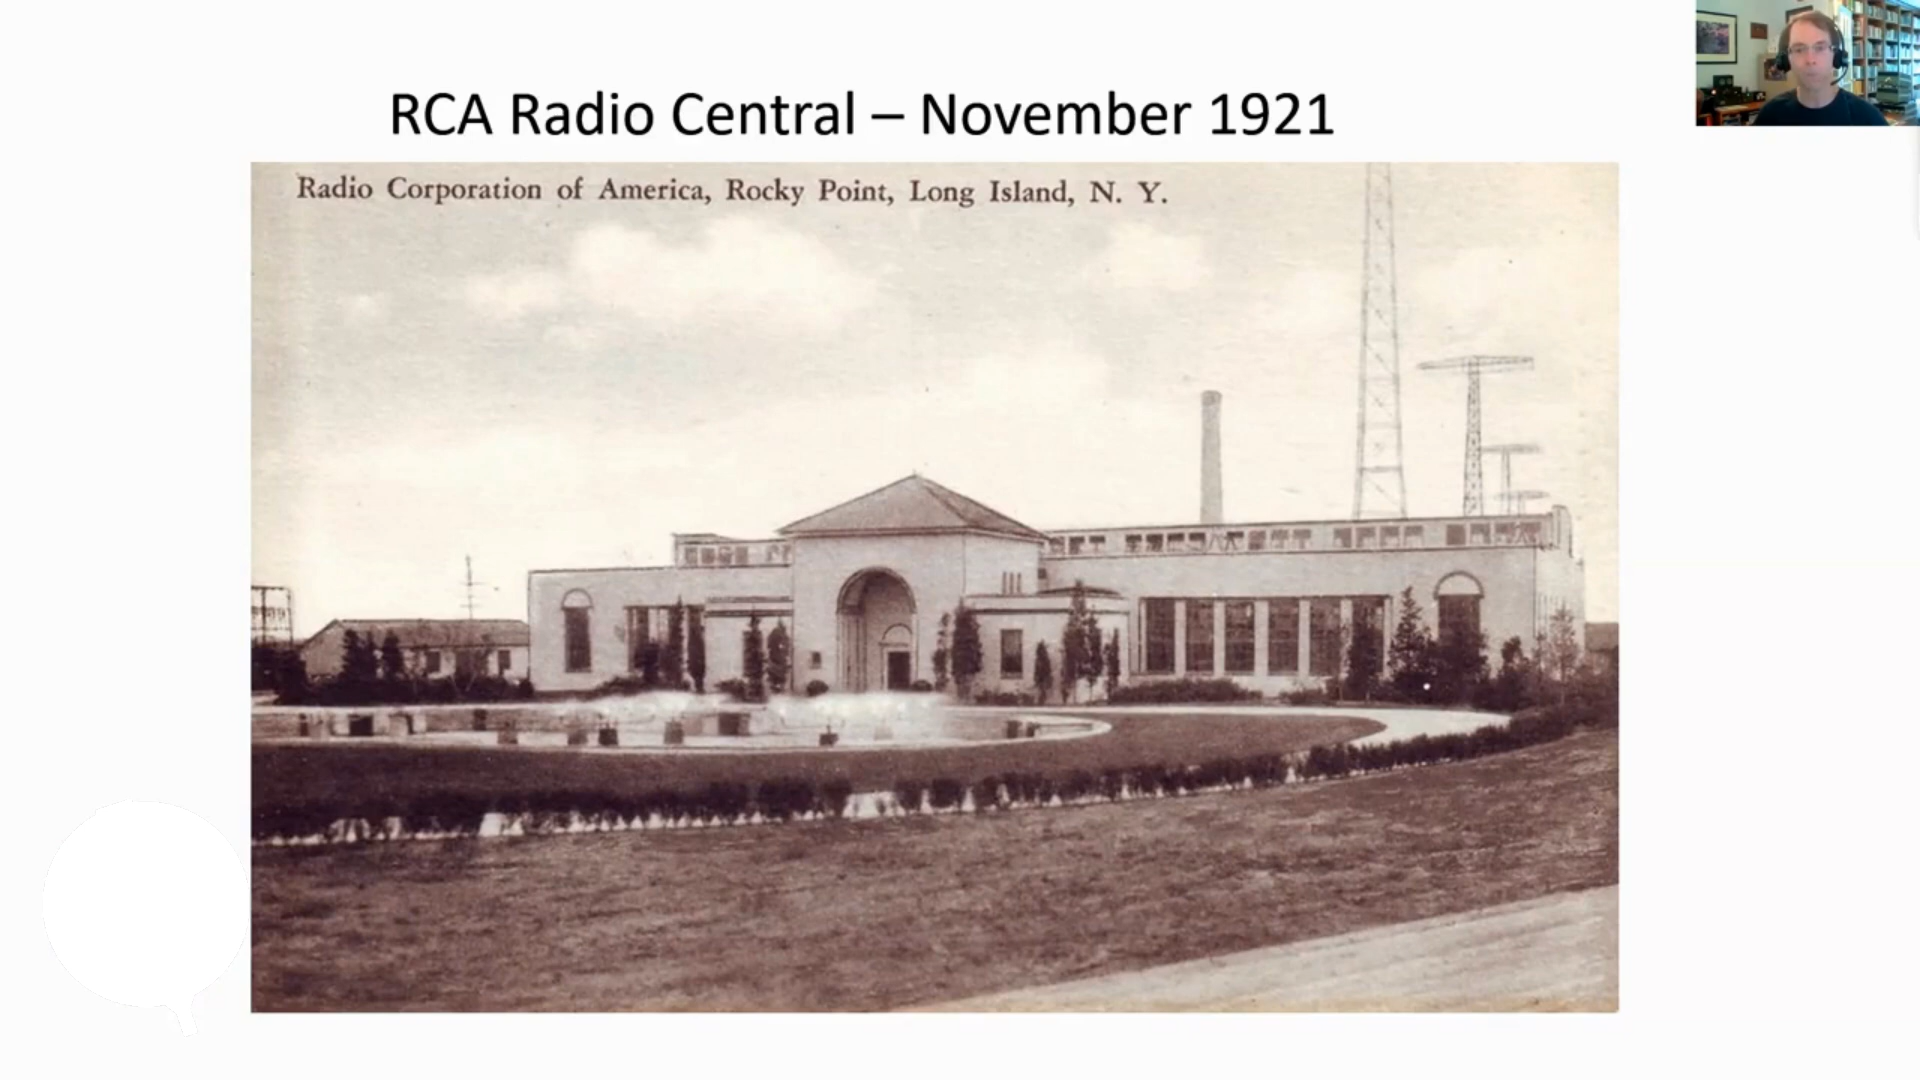 RCA Radio Central – November 1921
Radio Corporation of America, Rocky Point, Long Island, N. Y.